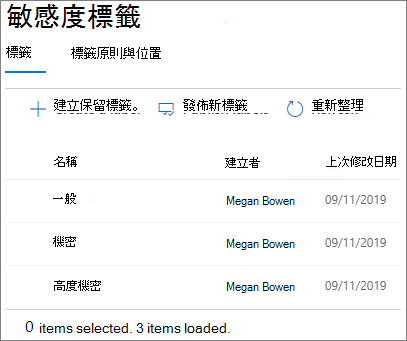 敏感度標籤
標籤 標籤原則與位置
建立保留標籤。 發佈新標籤 重新整理
名稱 建立者 上次修改日期
一般 Megan Bowen 09/11/2019
機密 Megan Bowen 09/11/2019
高度機密 Megan Bowen 09/11/2019
0 items selected. 3 items loaded.